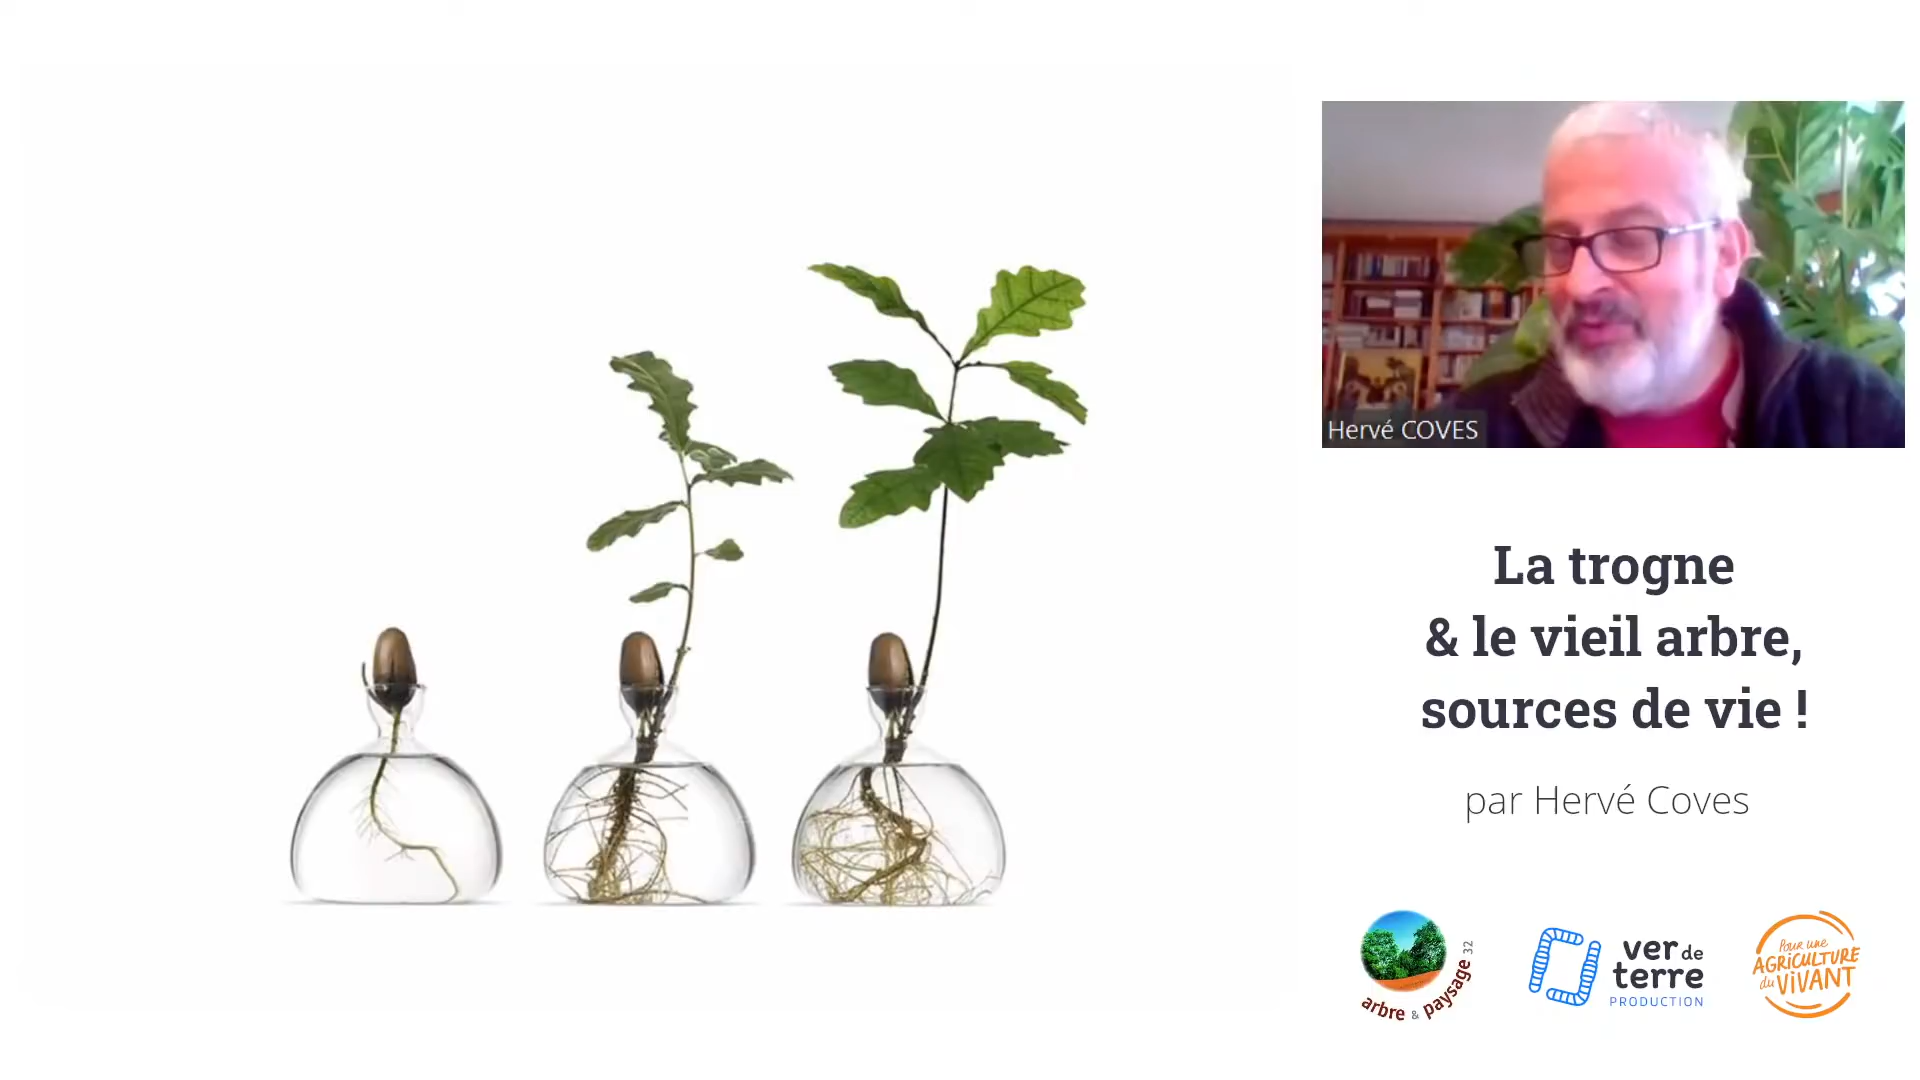 Hervé COVES
La trogne
& le vieil arbre,
sources de vie !
par Hervé Coves
arbre & paysage 32
ver de
terre
PRODUCTION
Pour une
AGRICULTURE
du VIVANT